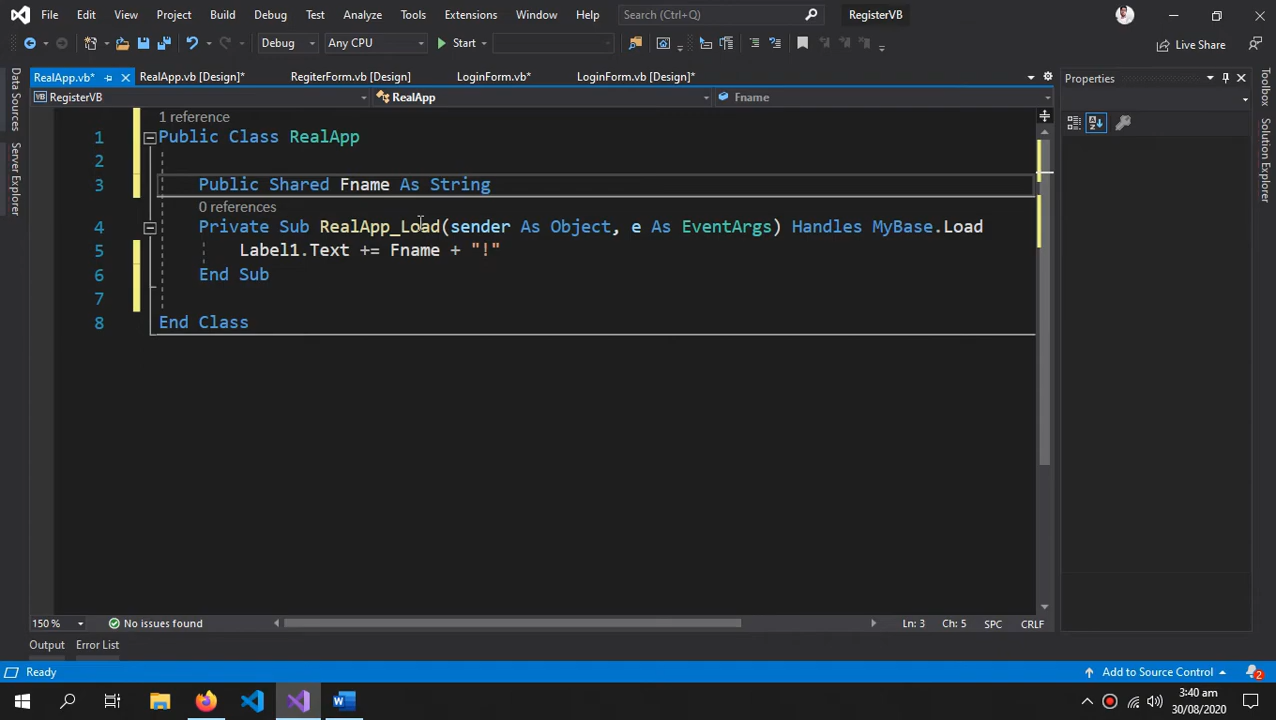 File Edit View Project Build Debug Test Analyze Tools Extensions Window Help Search (Ctrl+Q) RegisterVB
Debug Any CPU Start Live Share
RealApp.vb* RealApp.vb [Design]* RegiterForm.vb [Design] LoginForm.vb* LoginForm.vb [Design]* Properties
RegisterVB RealApp Fname
Data Sources
Server Explorer
Toolbox
Solution Explorer
1 reference
1 Public Class RealApp
2
3 Public Shared Fname As String
0 references
4 Private Sub RealApp_Load(sender As Object, e As EventArgs) Handles MyBase.Load
5 Label1.Text += Fname + "!"
6 End Sub
7
8 End Class
150 % No issues found Ln: 3 Ch: 5 SPC CRLF
Output Error List
Ready Add to Source Control 2
3:40 am
30/08/2020